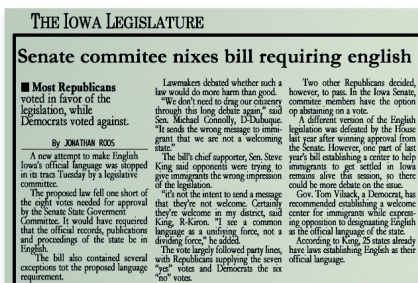 THE IOWA LEGISLATURE
Senate commitee nixes bill requiring english
■ Most Republicans
voted in favor of the
legislation, while
Democrats voted against.
By JONATHAN ROOS
A new attempt to make English
Iowa's official language was stopped
in its tracs Tuesday by a legislative
committee.
The proposed law fell one short of
the eight votes needed for approval
by the Senate State Government
Committee. It would have requireed
that the official records, publications
and proceedings of the state be in
English.
The bill also contained several
exceptions tot the proposed language
requirement.
Lawmakers debated whether such a
law would do more harm than good.
"We don't need to drag our citizenry
through this long debate again," said
Sen. Michael Connolly, D-Dubuque.
"It sends the wrong message to immi-
grant that we are not a welcoming
state."
The bill's chief supporter, Sen. Steve
King said opponents were trying to
give immigrants the wrong impression
of the legislation.
"it's not the intent to send a message
that they're not welcome. Certainly
they're welcome in my district, said
King, R-Kiron. "I see a common
language as a unifying force, not a
dividing force," he added.
The vote largely followed party lines,
with Republicans supplying the seven
"yes" votes and Democrats the six
"no" votes.
Two other Republicans decided,
however, to pass. In the Iowa Senate,
commitee members have the option
op abstaining on a vote.
A different version of the English
legislation was defeated by the House
last year after winning approval from
the Senate. However, one part of last
year's bill establishing a center to help
immigrants to get settled in Iowa
remains alive this session, so there
could be more debate on the issue.
Gov. Tom Vilsack, a Democrat, has
recommended establishing a welcome
center for immigrants while express-
ing opposition to desgnaating English
as the official language of the state.
According to King, 25 states already
have laws establishing English as their
official language.